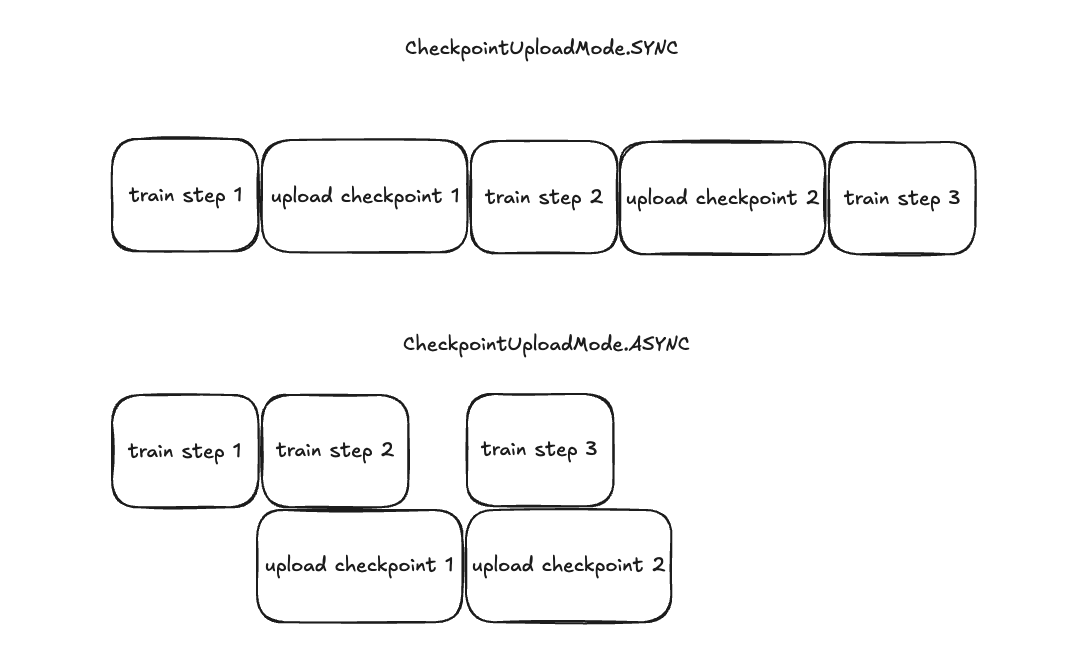 CheckpointUploadMode.SYNC
train step 1
upload checkpoint 1
train step 2
upload checkpoint 2
train step 3
CheckpointUploadMode.ASYNC
train step 1
train step 2
train step 3
upload checkpoint 1
upload checkpoint 2